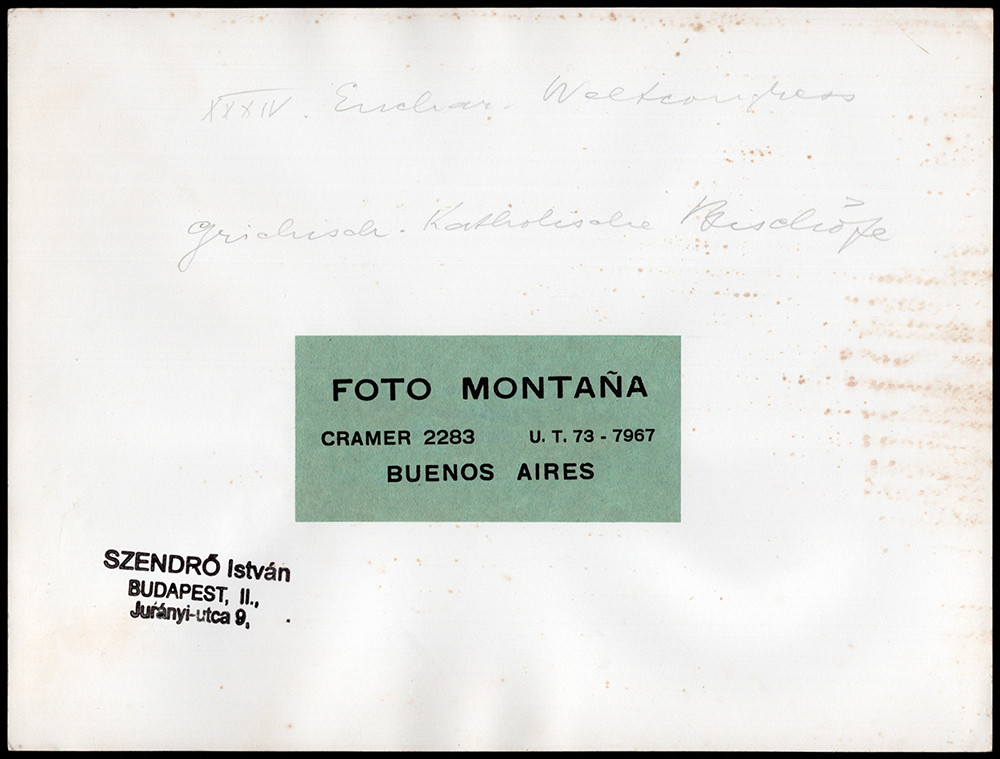 XXXIV. Euchar. Weltcongress
Grichisch-Katholische Bischöfe
FOTO MONTAÑA
CRAMER 2283 U. T. 73 - 7967
BUENOS AIRES
SZENDRŐ István
BUDAPEST, II.,
Jurányi-utca 9.